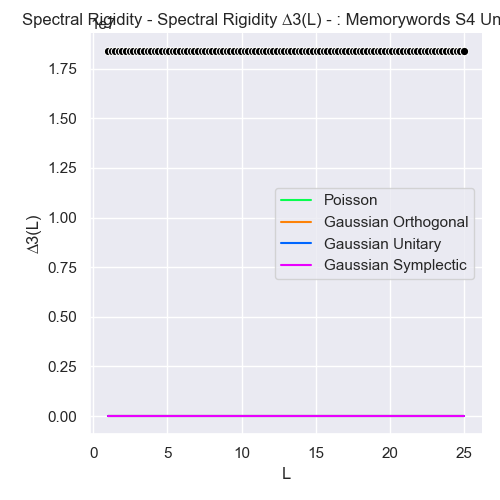 Spectral Rigidity - Spectral Rigidity Δ3(L) - : Memorywords S4 Un
1e7
1.75
1.50
1.25
1.00
0.75
0.50
0.25
0.00
Δ3(L)
Poisson
Gaussian Orthogonal
Gaussian Unitary
Gaussian Symplectic
0 5 10 15 20 25
L